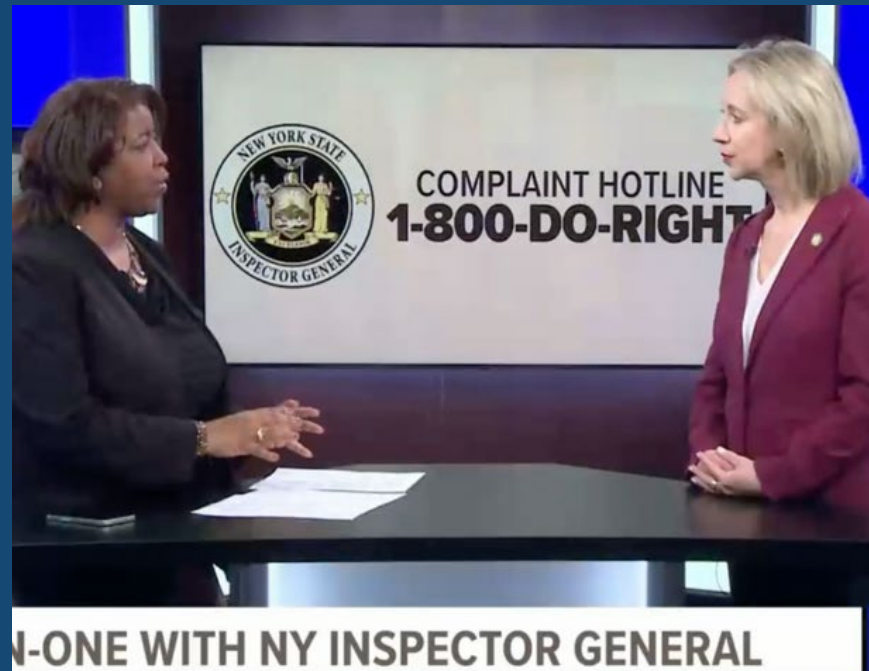 NEW YORK STATE
INSPECTOR GENERAL
COMPLAINT HOTLINE
1-800-DO-RIGHT
N-ONE WITH NY INSPECTOR GENERAL